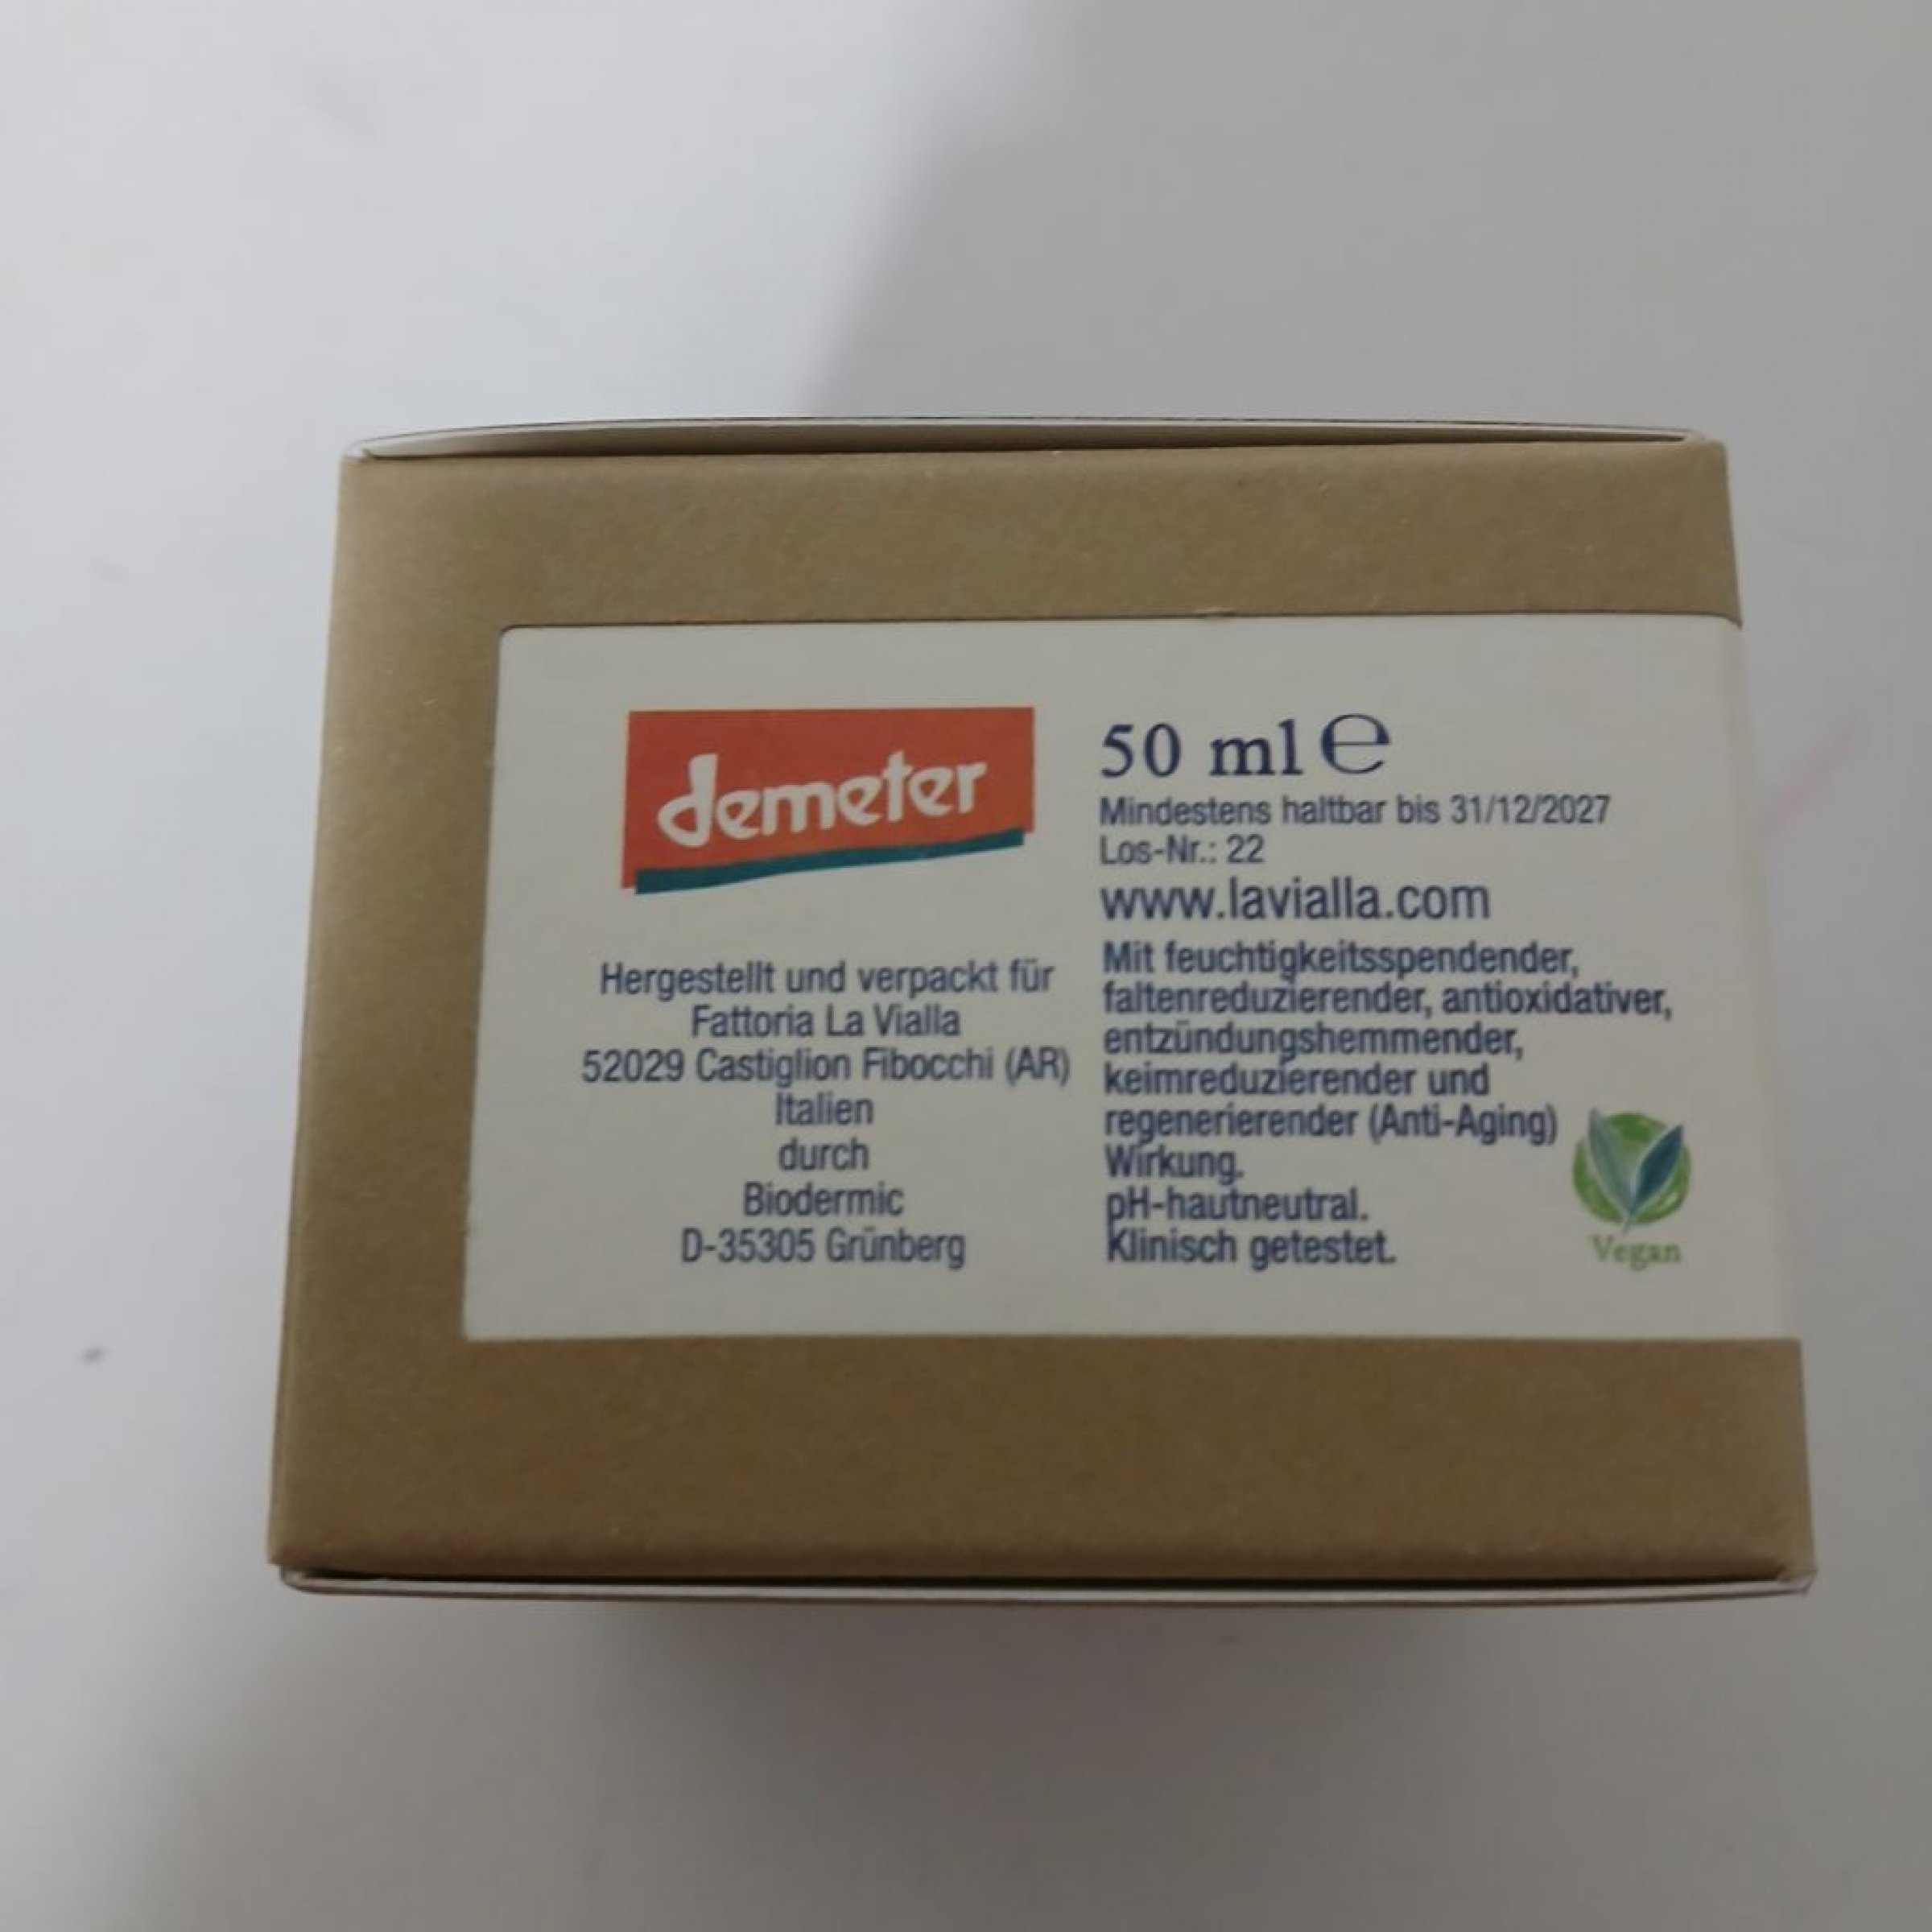 demeter
Hergestellt und verpackt für
Fattoria La Vialla
52029 Castiglion Fibocchi (AR)
Italien
durch
Biodermic
D-35305 Grünberg
50 ml ℮
Mindestens haltbar bis 31/12/2027
Los-Nr.: 22
www.lavialla.com
Mit feuchtigkeitsspendender,
faltenreduzierender, antioxidativer,
entzündungshemmender,
keimreduzierender und
regenerierender (Anti-Aging)
Wirkung.
pH-hautneutral.
Klinisch getestet.
Vegan